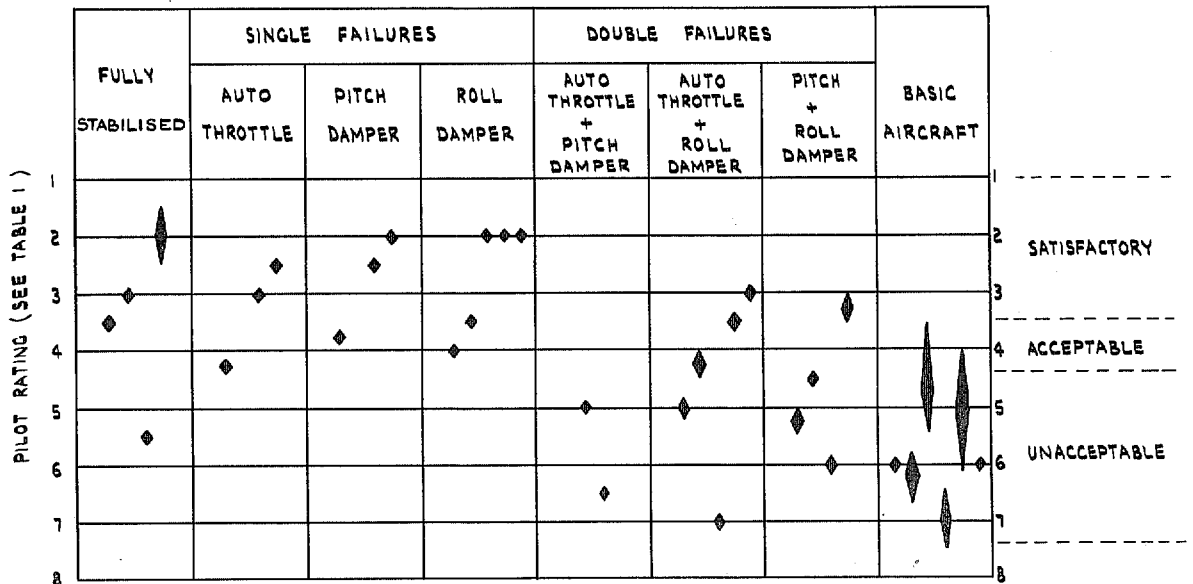 SINGLE FAILURES
DOUBLE FAILURES
FULLY
STABILISED
AUTO
THROTTLE
PITCH
DAMPER
ROLL
DAMPER
AUTO
THROTTLE
+
PITCH
DAMPER
AUTO
THROTTLE
+
ROLL
DAMPER
PITCH
+
ROLL
DAMPER
BASIC
AIRCRAFT
PILOT RATING (SEE TABLE 1)
1
2
3
4
5
6
7
8
1
2
3
4
5
6
7
8
SATISFACTORY
ACCEPTABLE
UNACCEPTABLE